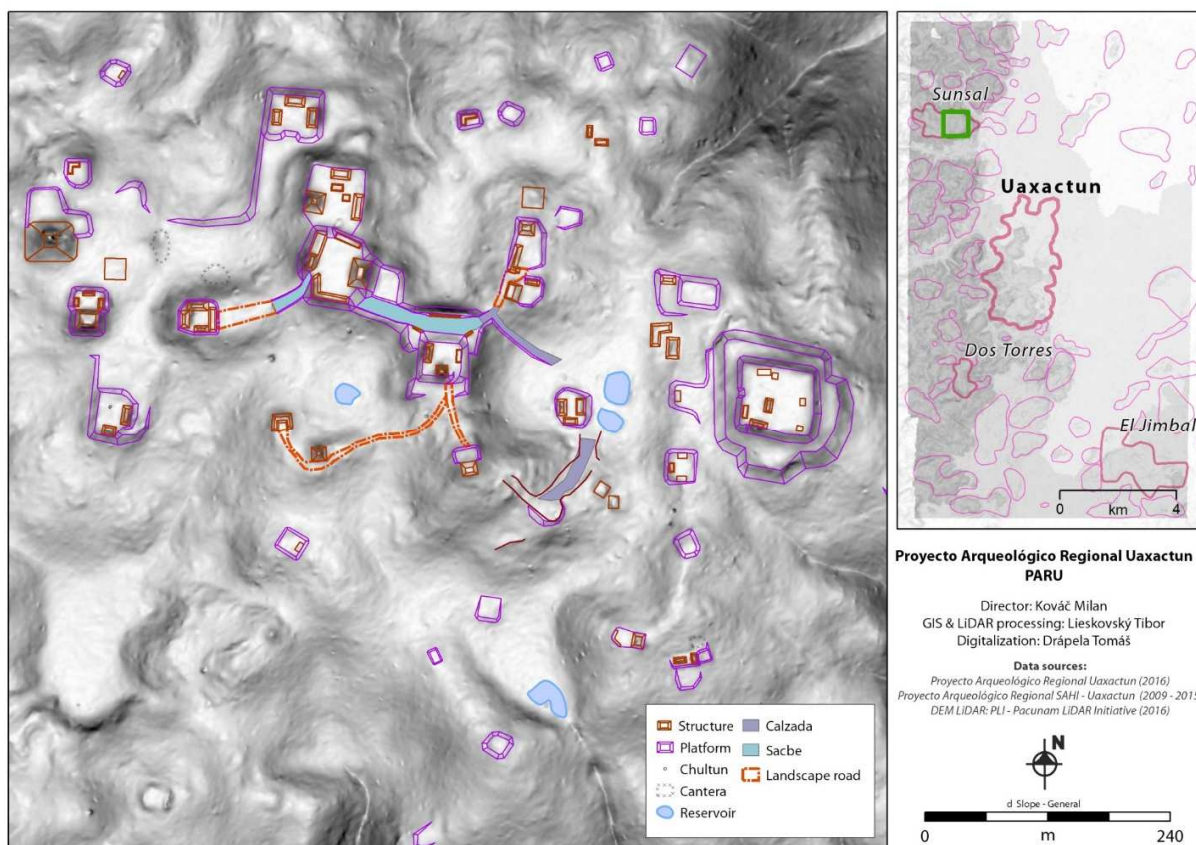 Sunsal
Uaxactun
Dos Torres
El Jimbal
0 km 4
Proyecto Arqueológico Regional Uaxactun
PARU
Director: Kováč Milan
GIS & LiDAR processing: Lieskovský Tibor
Digitalization: Drápela Tomáš
Data sources:
Proyecto Arqueológico Regional Uaxactun (2016)
Proyecto Arqueológico Regional SAHI - Uaxactun (2009 - 2015
DEM LiDAR: PLI - Pacunam LiDAR Initiative (2016)
N
d Slope - General
0 m 240
Structure
Platform
Chultun
Cantera
Reservoir
Calzada
Sacbe
Landscape road